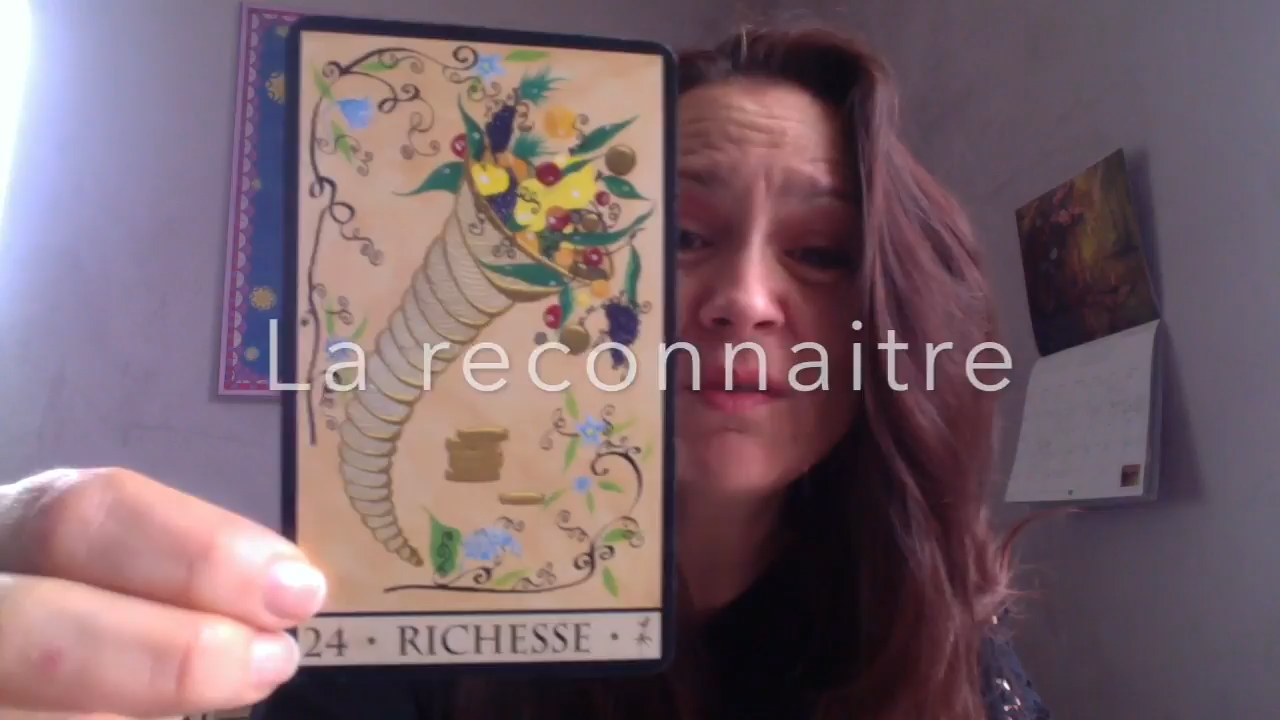 La reconnaitre
24 • RICHESSE •